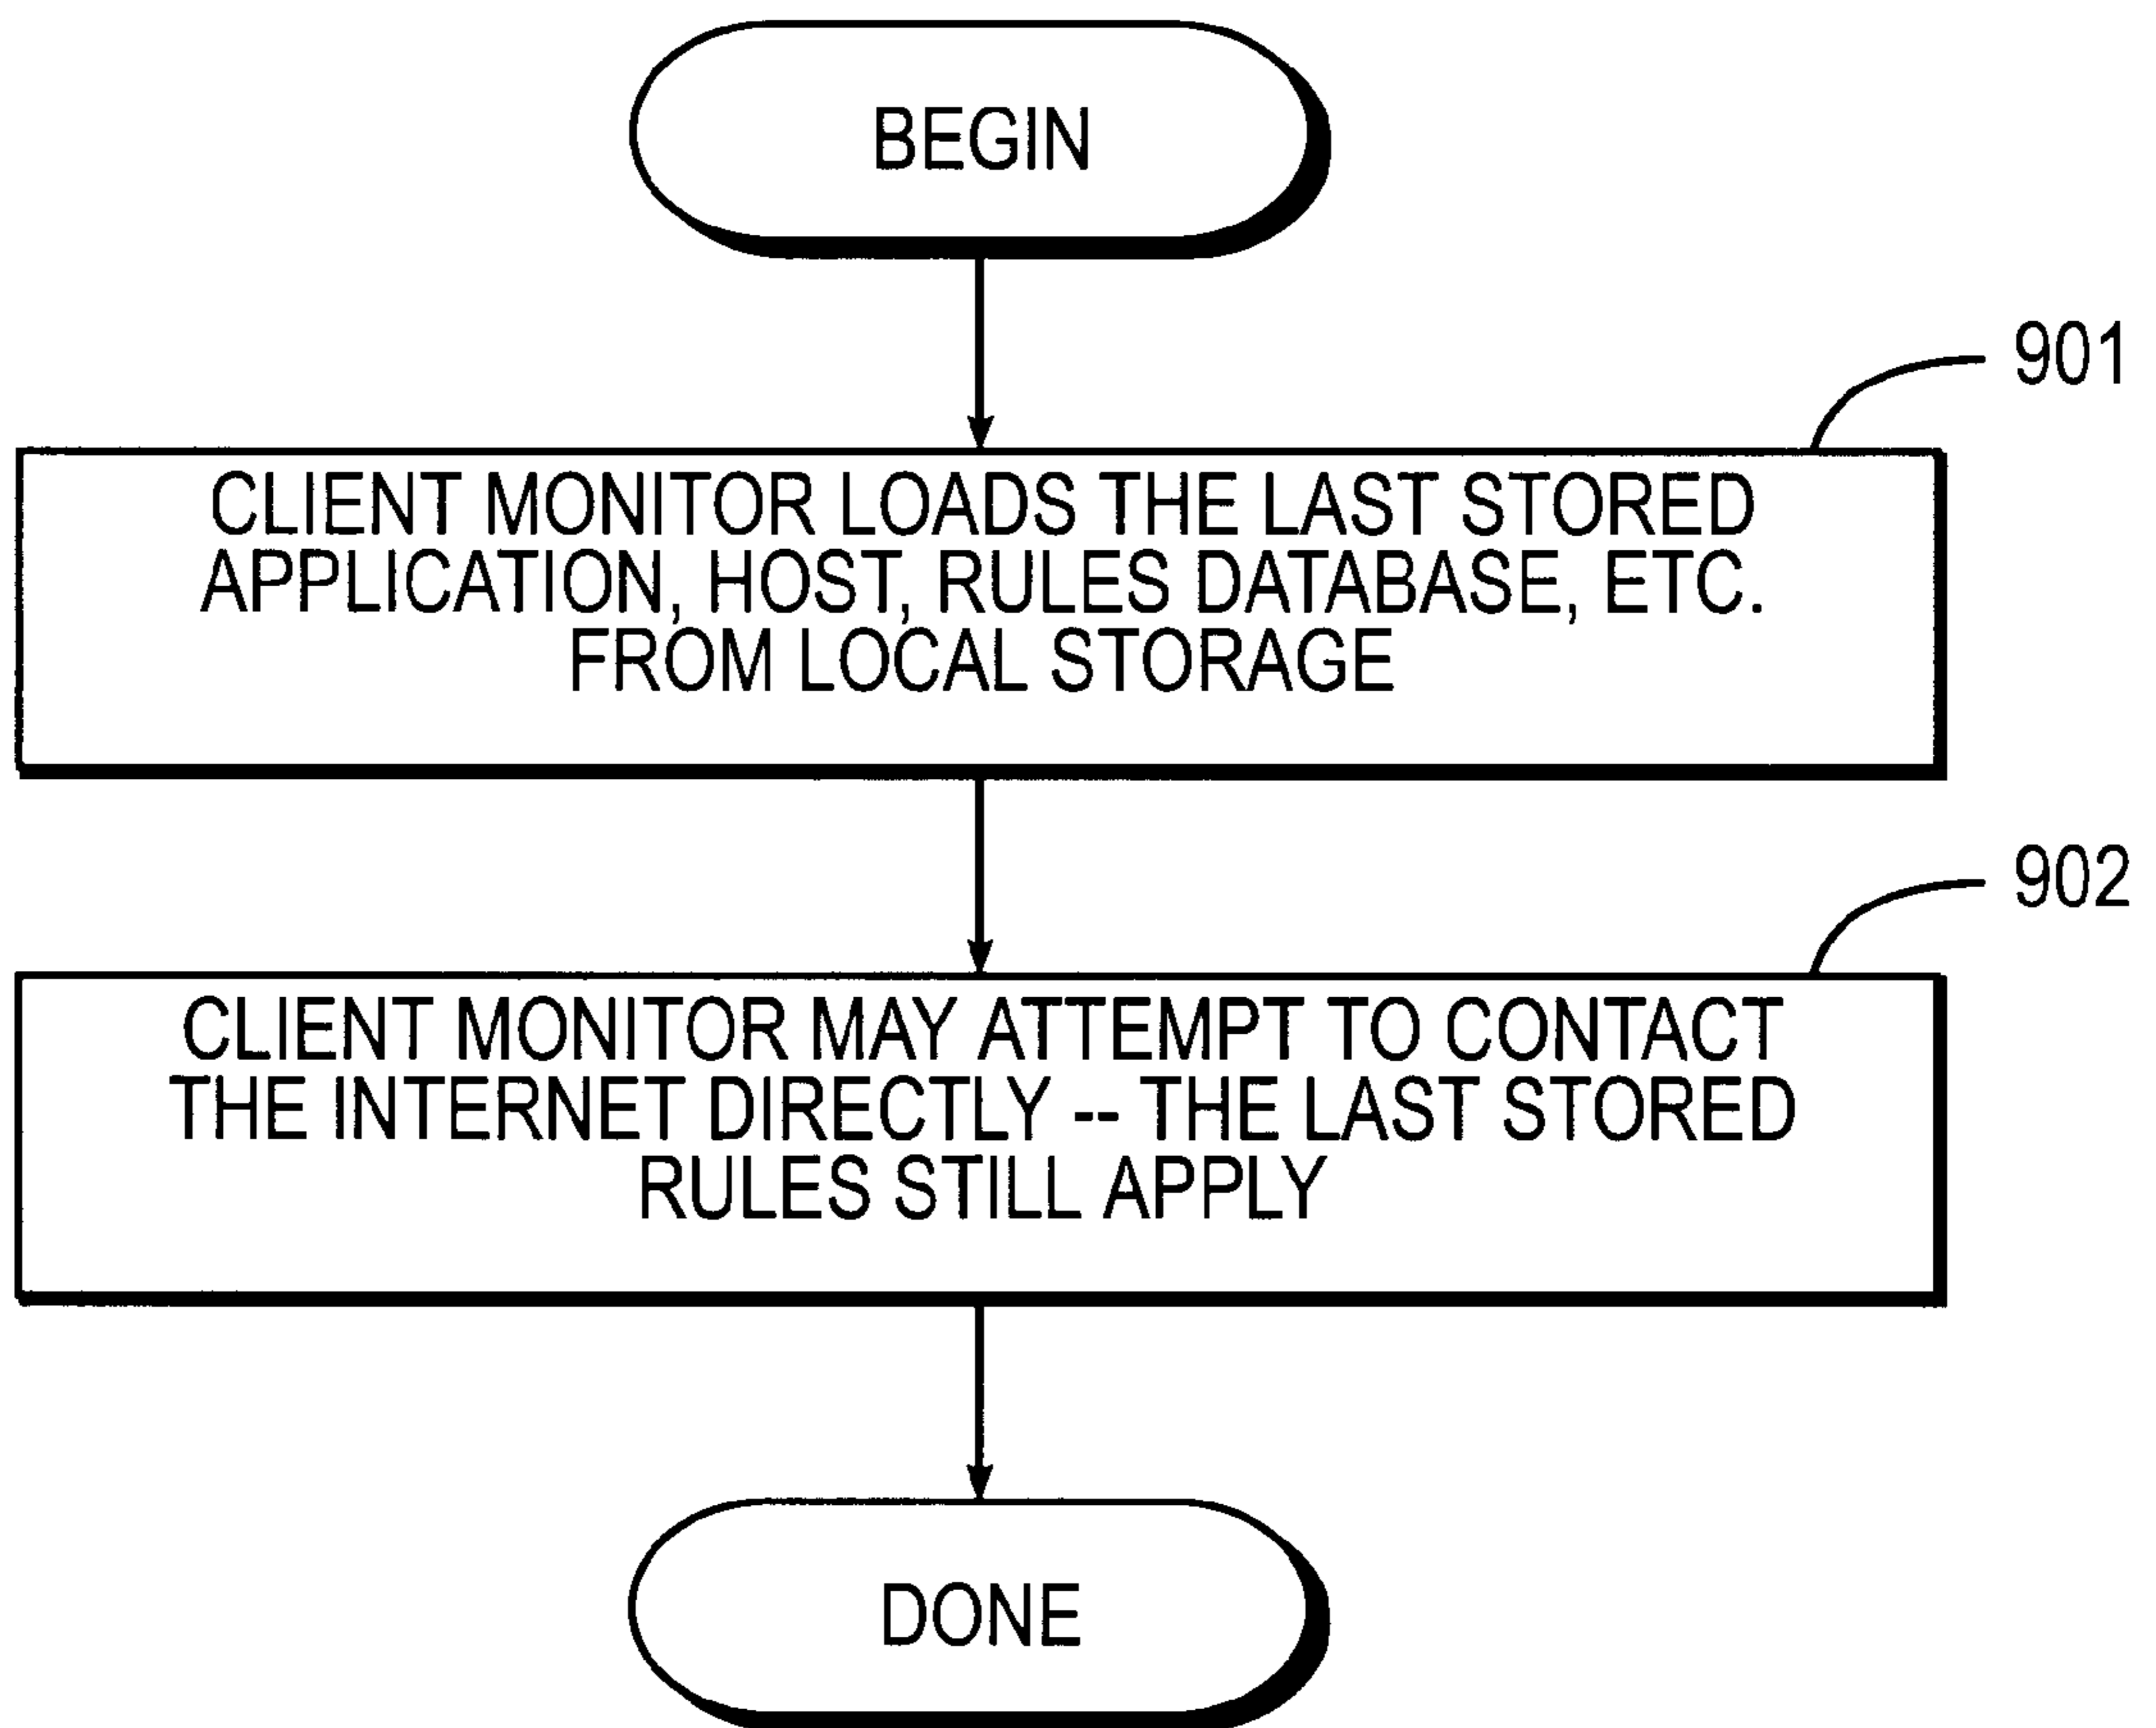 BEGIN
901
CLIENT MONITOR LOADS THE LAST STORED
APPLICATION, HOST, RULES DATABASE, ETC.
FROM LOCAL STORAGE
902
CLIENT MONITOR MAY ATTEMPT TO CONTACT
THE INTERNET DIRECTLY -- THE LAST STORED
RULES STILL APPLY
DONE